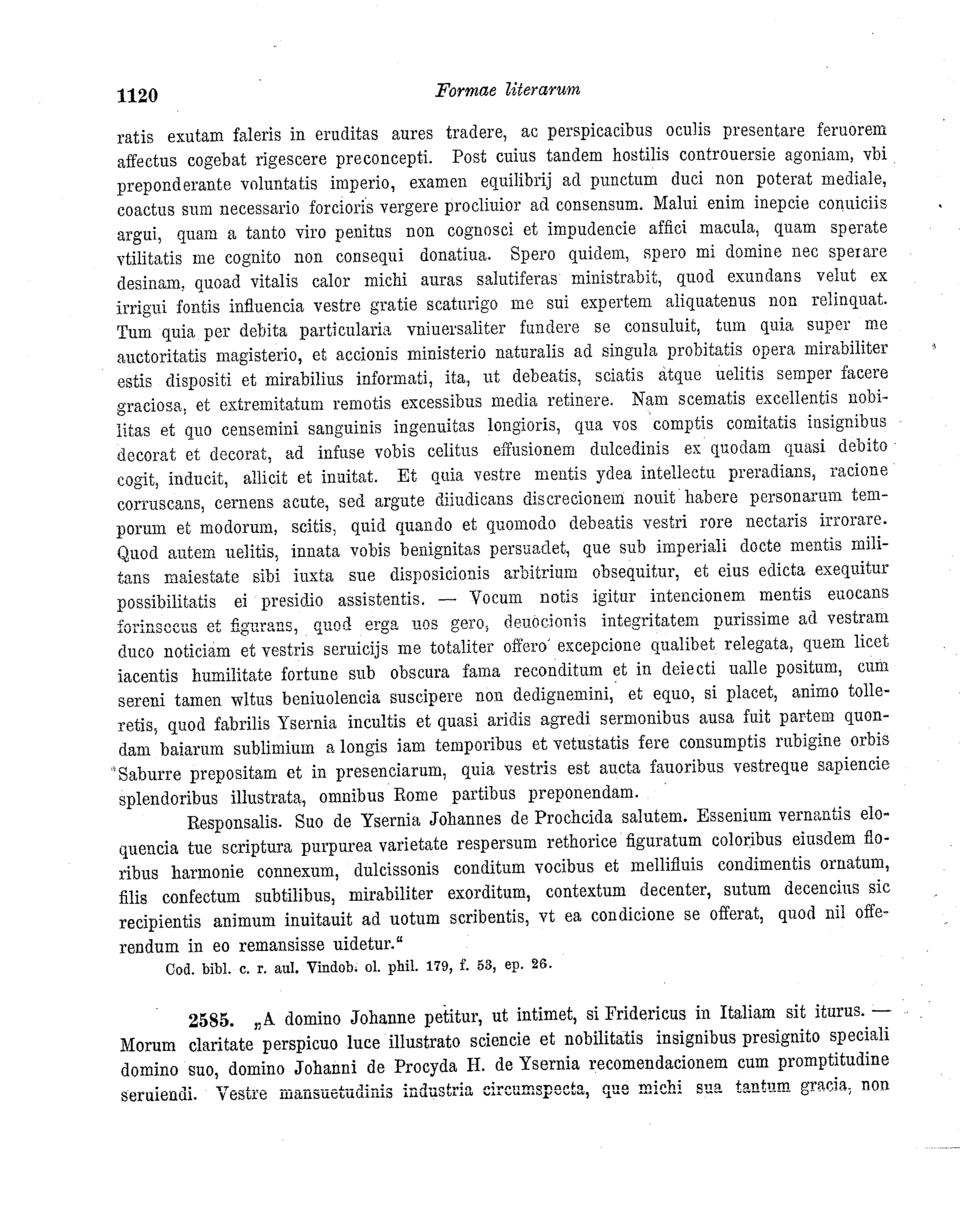 1120
Formae literarum
ratis exutam faleris in eruditas aures tradere, ac perspicacibus oculis presentare feruorem
affectus cogebat rigescere preconcepti. Post cuius tandem hostilis controuersie agoniam, vbi
preponderante voluntatis imperio, examen equilibrij ad punctum duci non poterat mediale,
coactus sum necessario forcioris vergere procliuior ad consensum. Malui enim inepcie conuiciis
argui, quam a tanto viro penitus non cognosci et impudencie affici macula, quam sperate
vtilitatis me cognito non consequi donatiua. Spero quidem, spero mi domine nec sperare
desinam, quoad vitalis calor michi auras salutiferas ministrabit, quod exundans velut ex
irrigui fontis influencia vestre gratie scaturigo me sui expertem aliquatenus non relinquat.
Tum quia per debita particularia vniuersaliter fundere se consuluit, tum quia super me
auctoritatis magisterio, et accionis ministerio naturalis ad singula probitatis opera mirabiliter
estis dispositi et mirabilius informati, ita, ut debeatis, sciatis atque uelitis semper facere
graciosa, et extremitatum remotis excessibus media retinere. Nam scematis excellentis nobi-
litas et quo censemini sanguinis ingenuitas longioris, qua vos comptis comitatis insignibus
decorat et decorat, ad infuse vobis celitus effusionem dulcedinis ex quodam quasi debito
cogit, inducit, allicit et inuitat. Et quia vestre mentis ydea intellectu preradians, racione
corruscans, cernens acute, sed argute diiudicans discrecionem nouit habere personarum tem-
porum et modorum, scitis, quid quando et quomodo debeatis vestri rore nectaris irrorare.
Quod autem uelitis, innata vobis benignitas persuadet, que sub imperiali docte mentis mili-
tans maiestate sibi iuxta sue disposicionis arbitrium obsequitur, et eius edicta exequitur
possibilitatis ei presidio assistentis. — Vocum notis igitur intencionem mentis euocans
forinsecus et figurans, quod erga uos gero, deuocionis integritatem purissime ad vestram
duco noticiam et vestris seruicijs me totaliter offero excepcione qualibet relegata, quem licet
iacentis humilitate fortune sub obscura fama reconditum et in deiecti ualle positum, cum
sereni tamen wltus beniuolencia suscipere non dedignemini, et equo, si placet, animo tolle-
retis, quod fabrilis Ysernia incultis et quasi aridis agredi sermonibus ausa fuit partem quon-
dam baiarum sublimium a longis iam temporibus et vetustatis fere consumptis rubigine orbis
Saburre prepositam et in presenciarum, quia vestris est aucta fauoribus vestreque sapiencie
splendoribus illustrata, omnibus Rome partibus preponendam.
Responsalis. Suo de Ysernia Johannes de Prochcida salutem. Essenium vernantis elo-
quencia tue scriptura purpurea varietate respersum rethorice figuratum coloribus eiusdem flo-
ribus harmonie connexum, dulcissonis conditum vocibus et mellifluis condimentis ornatum,
filis confectum subtilibus, mirabiliter exorditum, contextum decenter, sutum decencius sic
recipientis animum inuitauit ad uotum scribentis, vt ea condicione se offerat, quod nil offe-
rendum in eo remansisse uidetur.“
Cod. bibl. c. r. aul. Vindob. ol. phil. 179, f. 53, ep. 26.
2585. „A domino Johanne petitur, ut intimet, si Fridericus in Italiam sit iturus. —
Morum claritate perspicuo luce illustrato sciencie et nobilitatis insignibus presignito speciali
domino suo, domino Johanni de Procyda H. de Ysernia recomendacionem cum promptitudine
seruiendi. Vestre mansuetudinis industria circumspecta, que michi sua tantum gracia, non